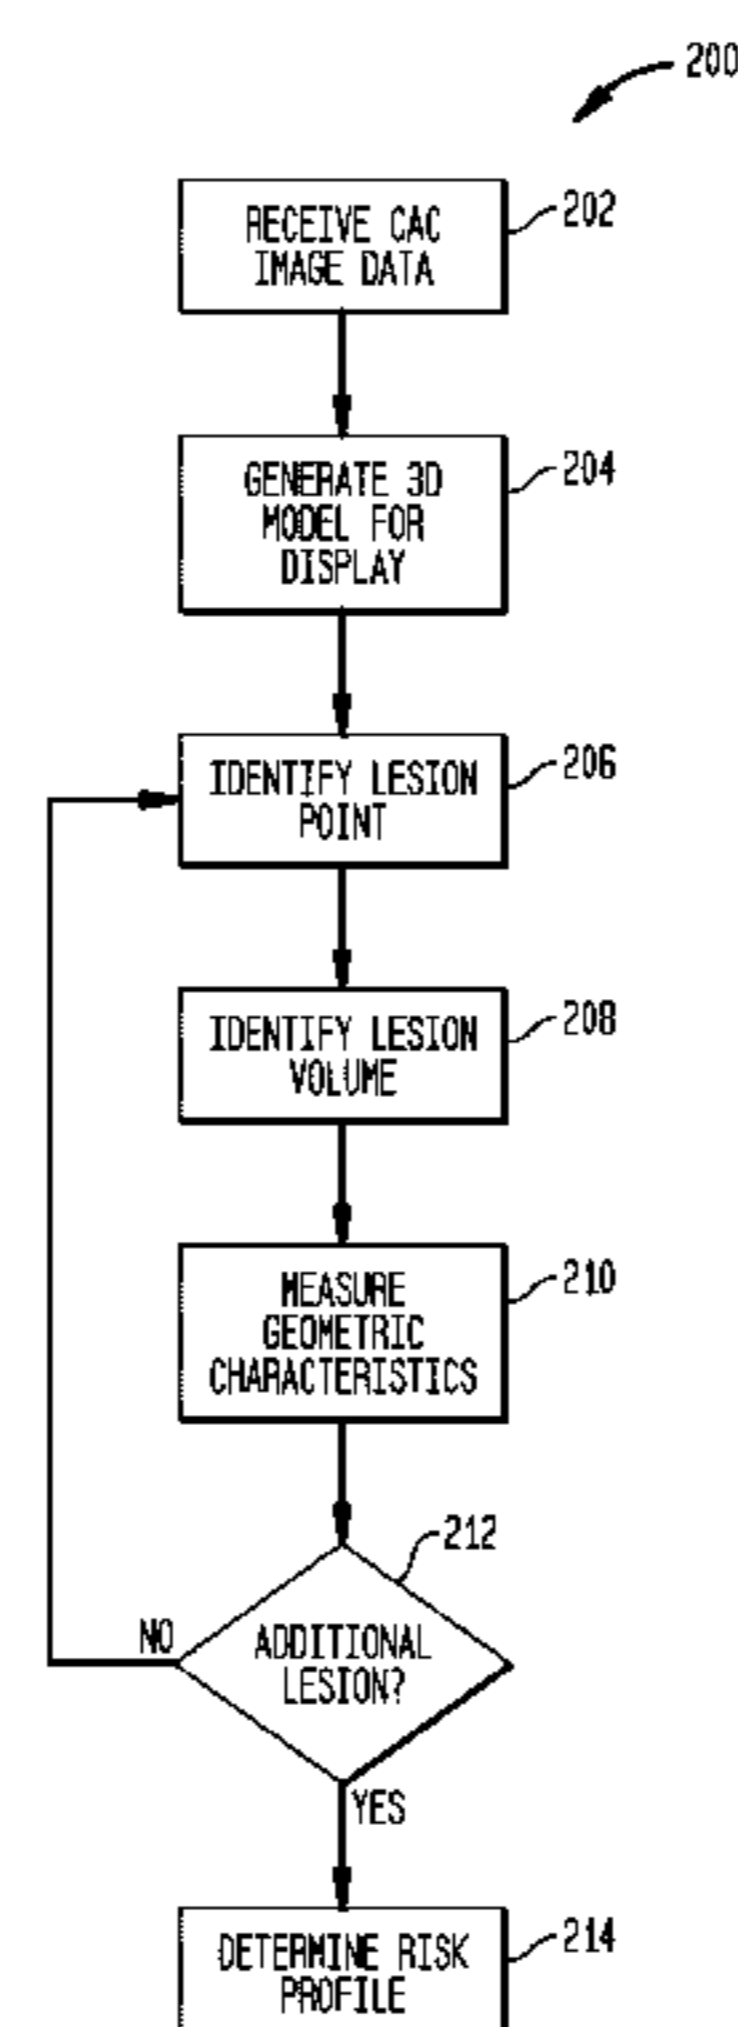 200
RECEIVE CAC
IMAGE DATA
202
GENERATE 3D
MODEL FOR
DISPLAY
204
IDENTIFY LESION
POINT
206
IDENTIFY LESION
VOLUME
208
MEASURE
GEOMETRIC
CHARACTERISTICS
210
212
NO
ADDITIONAL
LESION?
YES
DETERMINE RISK
PROFILE
214